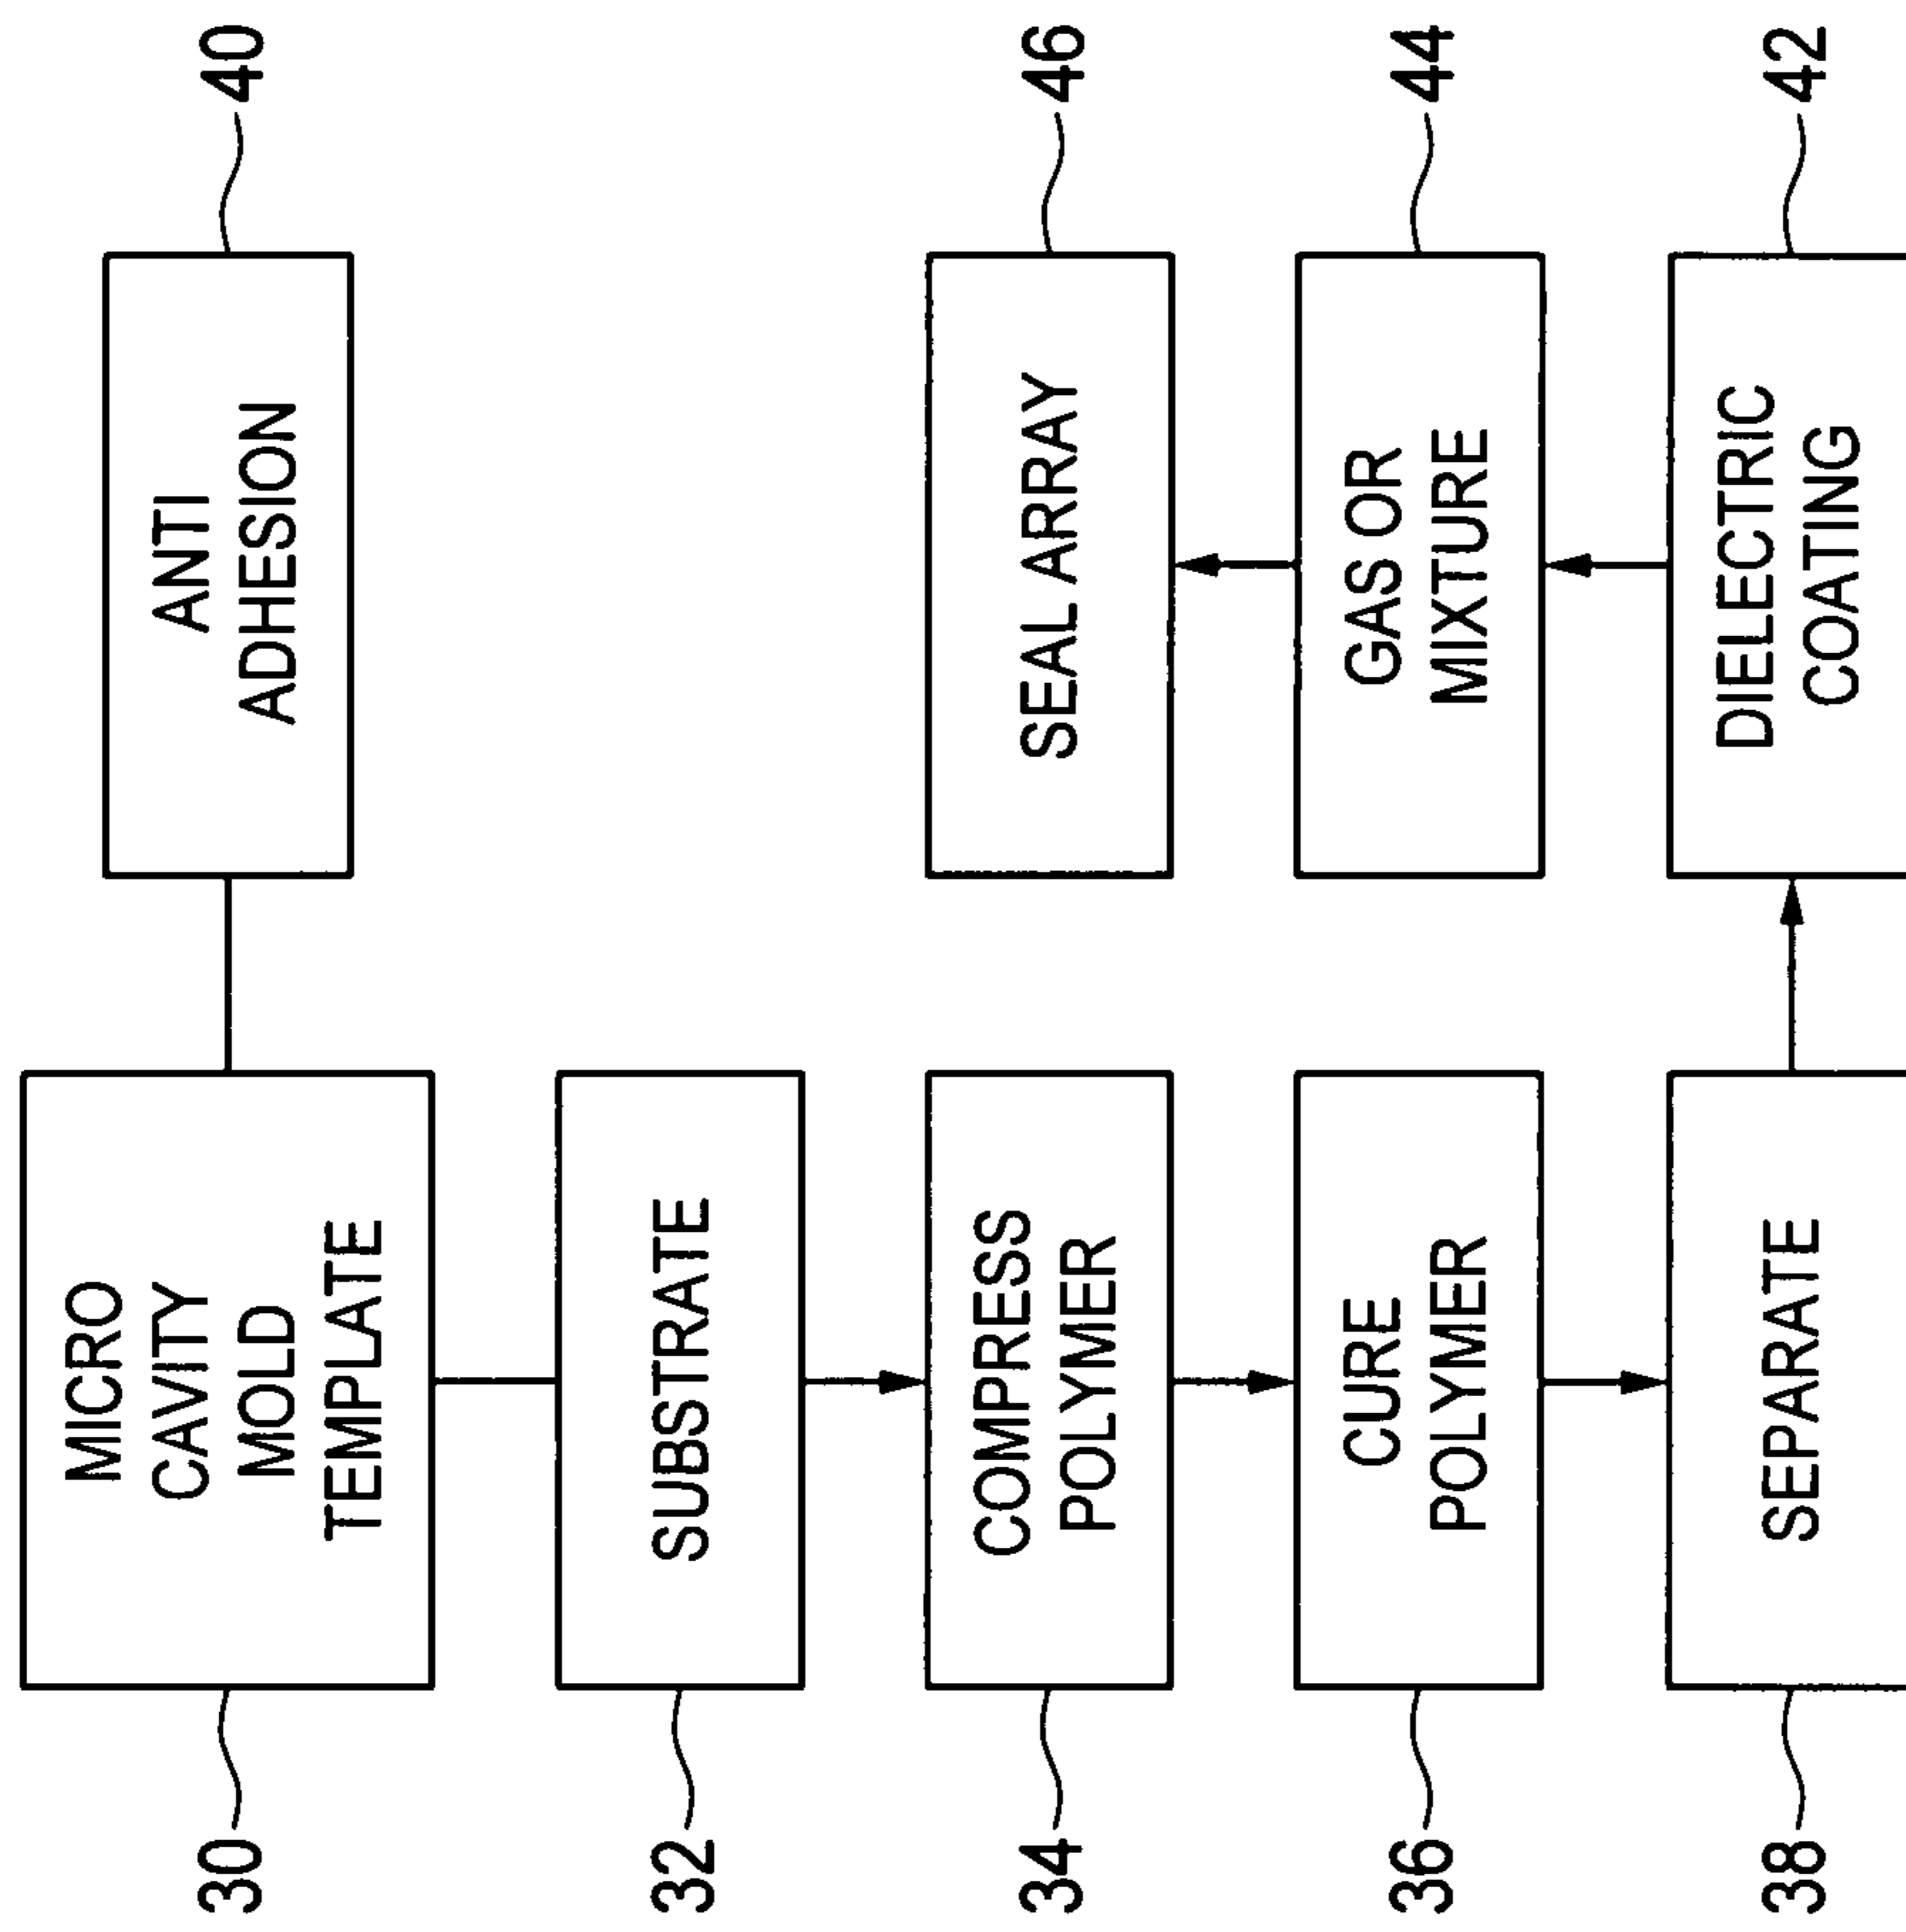 30
MICRO
CAVITY
MOLD
TEMPLATE
ANTI
ADHESION
40
32
SUBSTRATE
34
COMPRESS
POLYMER
SEAL ARRAY
46
36
CURE
POLYMER
GAS OR
MIXTURE
44
38
SEPARATE
DIELECTRIC
COATING
42